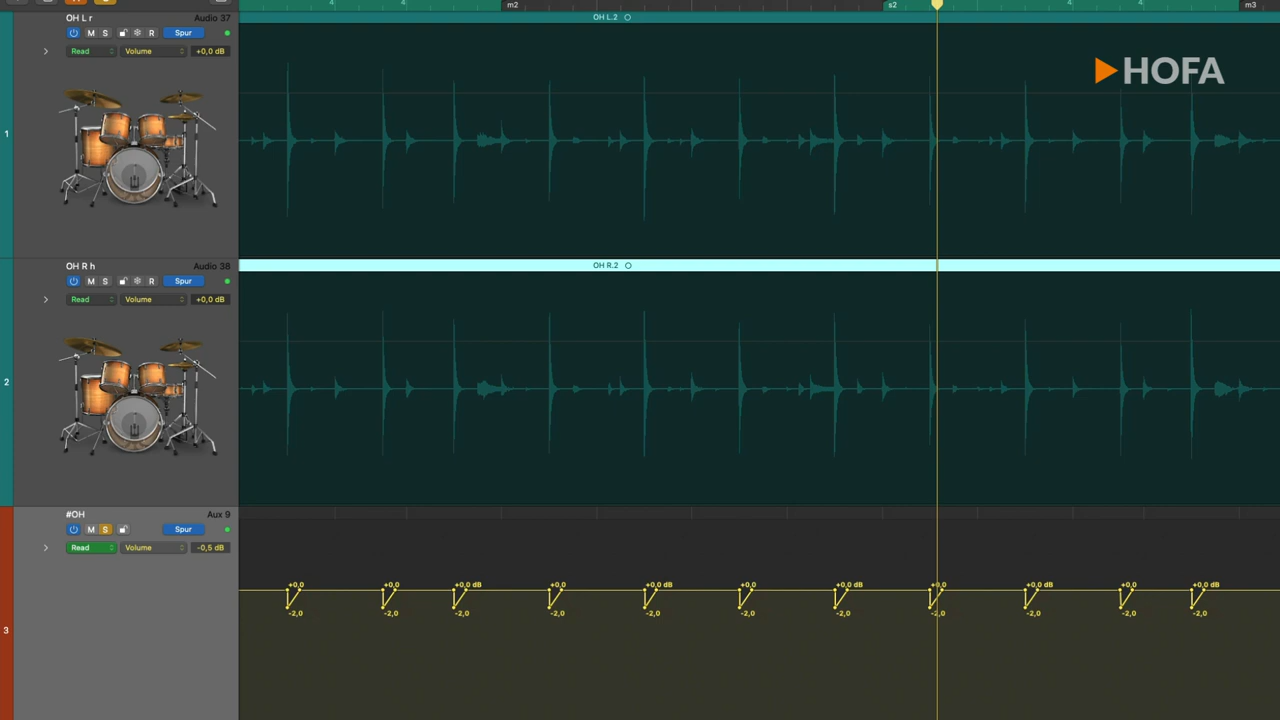 4 4 m2 s2 4 4 m3
OH L r Audio 37
OH L.2
M S R Spur
Read Volume +0,0 dB
HOFA
1
OH R h Audio 38
OH R.2
M S R Spur
Read Volume +0,0 dB
2
#OH Aux 9
M S Spur
Read Volume -0,5 dB
+0,0 +0,0 +0,0 dB +0,0 +0,0 dB +0,0 +0,0 dB +0,0 +0,0 dB +0,0 +0,0 dB
-2,0 -2,0 -2,0 -2,0 -2,0 -2,0 -2,0 -2,0 -2,0 -2,0 -2,0
3